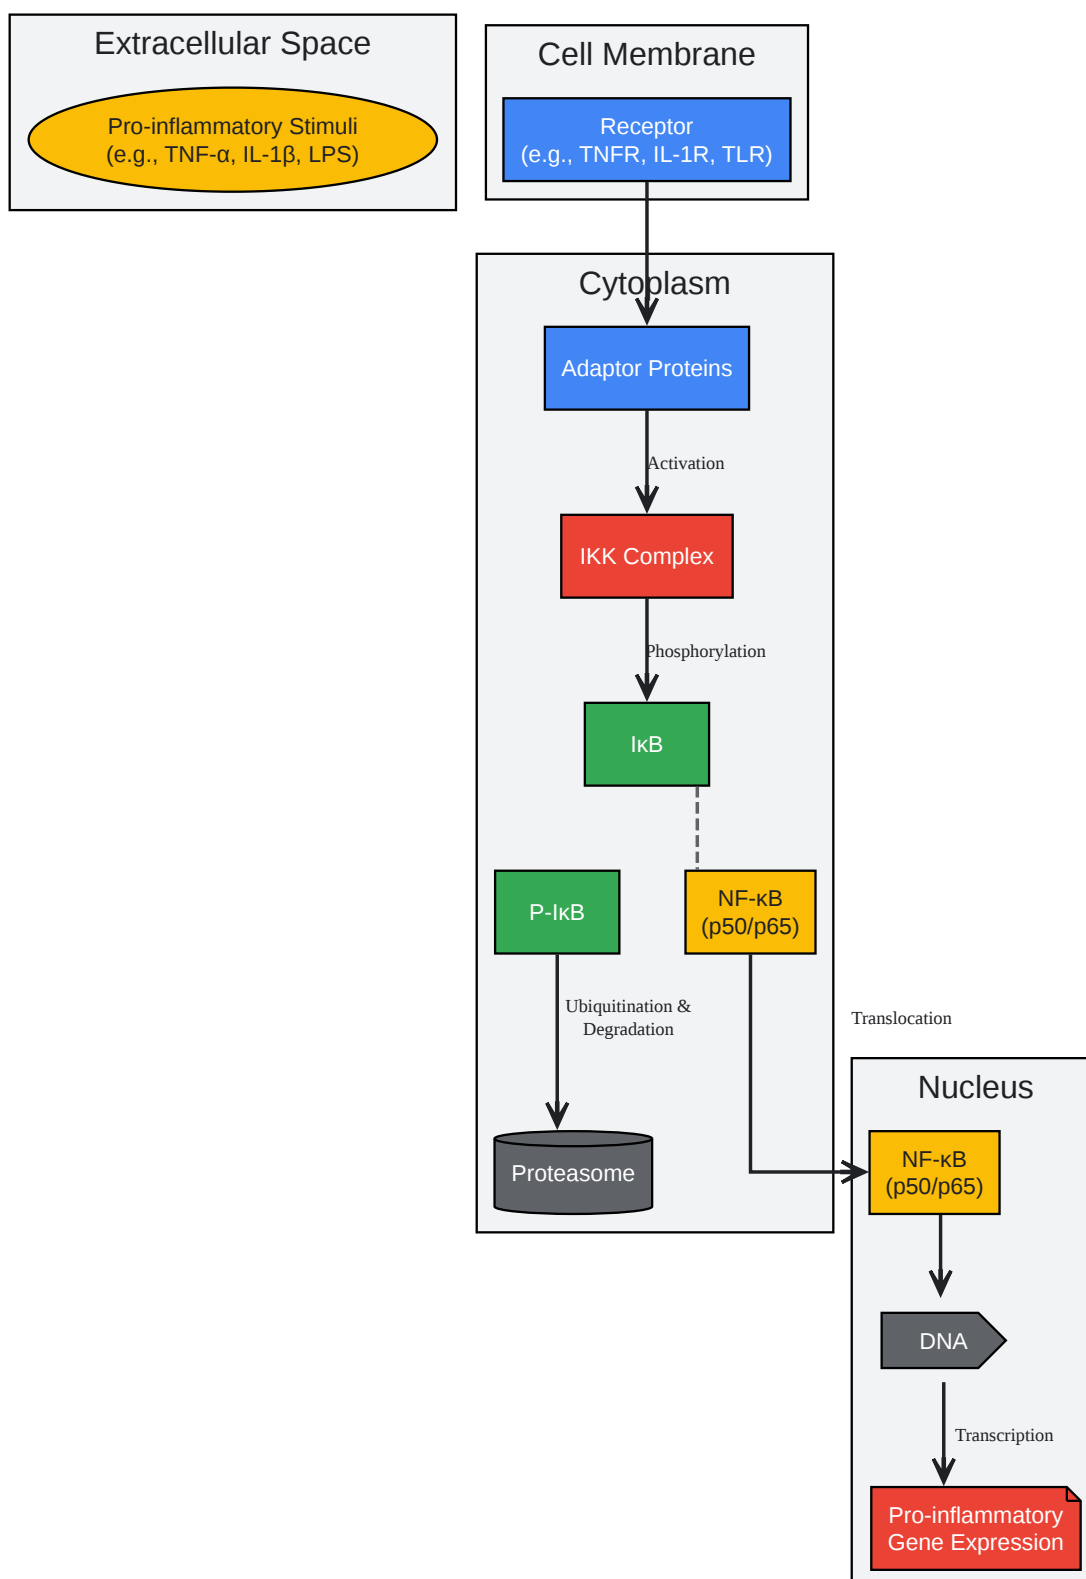 Extracellular Space
Pro-inflammatory Stimuli
(e.g., TNF-α, IL-1β, LPS)
Cell Membrane
Receptor
(e.g., TNFR, IL-1R, TLR)
Cytoplasm
Adaptor Proteins
Activation
IKK Complex
Phosphorylation
IκB
P-IκB
NF-κB
(p50/p65)
Ubiquitination &
Degradation
Translocation
Proteasome
Nucleus
NF-κB
(p50/p65)
DNA
Transcription
Pro-inflammatory
Gene Expression